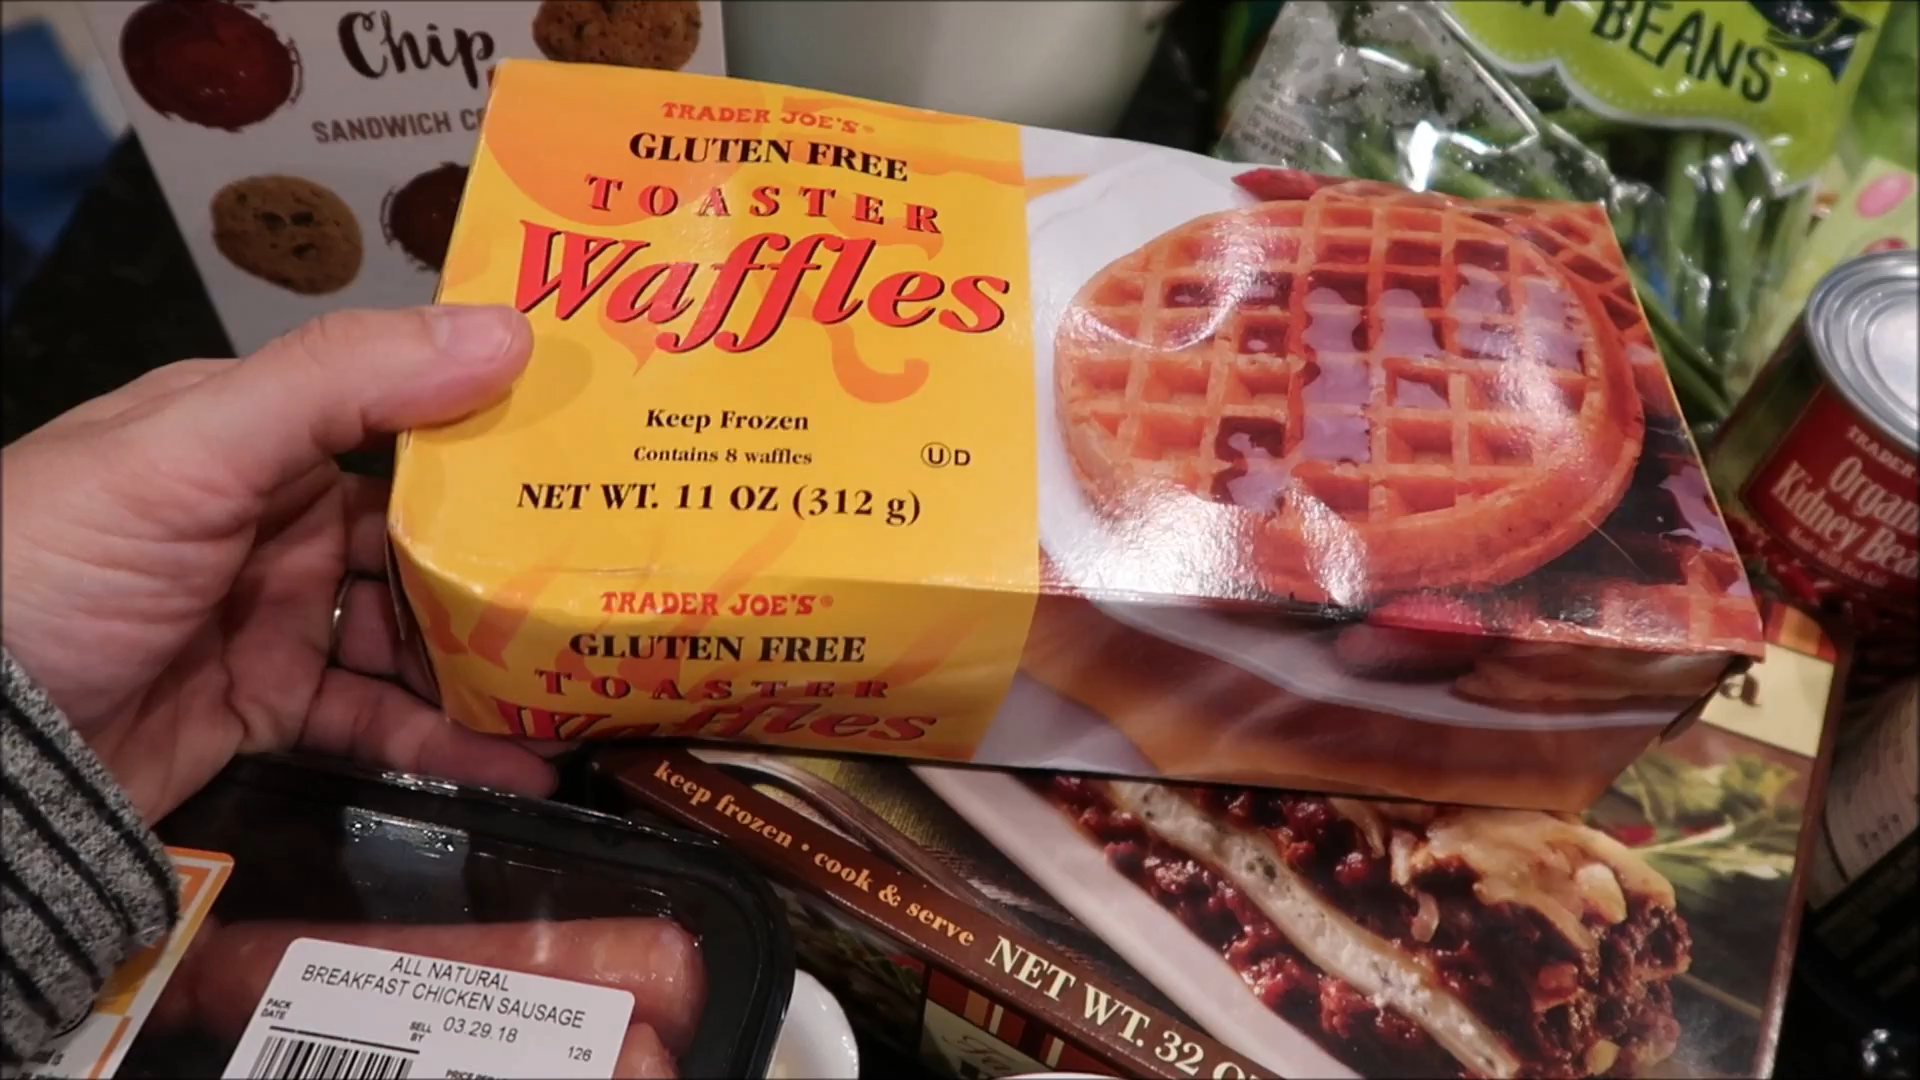 Chip
SANDWICH
BEANS
TRADER JOE'S®
GLUTEN FREE
TOASTER
Waffles
Keep Frozen
Contains 8 waffles
UD
NET WT. 11 OZ (312 g)
TRADER JOE'S®
GLUTEN FREE
TOASTER
Waffles
TRADER
Kidney
keep frozen • cook & serve
NET WT. 32
ALL NATURAL
BREAKFAST CHICKEN SAUSAGE
PACK
DATE
SELL
BY
03.29.18
126